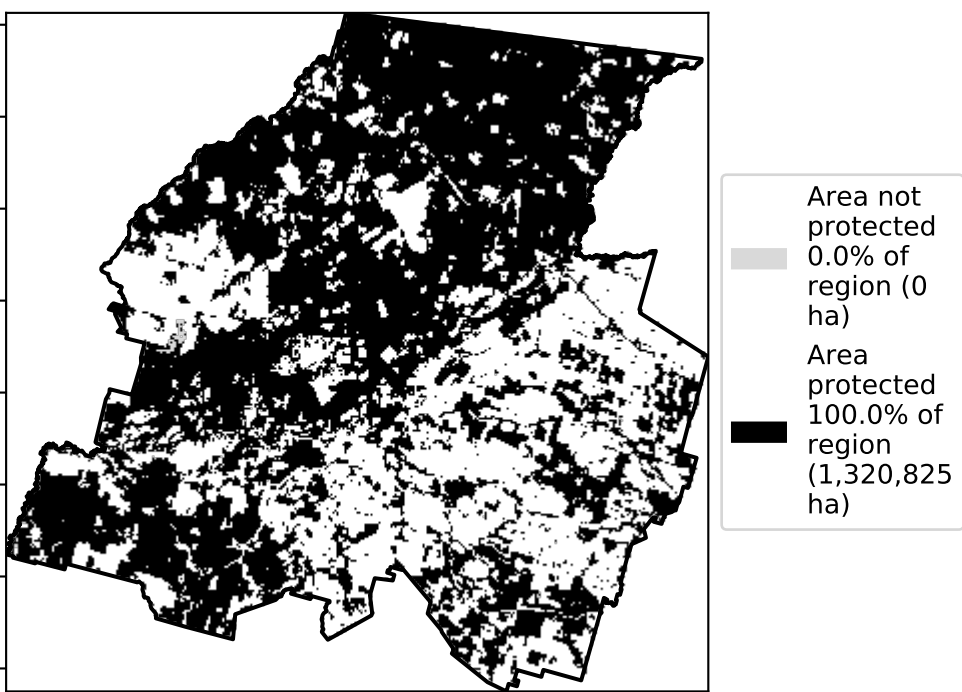 Area not
protected
0.0% of
region (0
ha)
Area
protected
100.0% of
region
(1,320,825
ha)